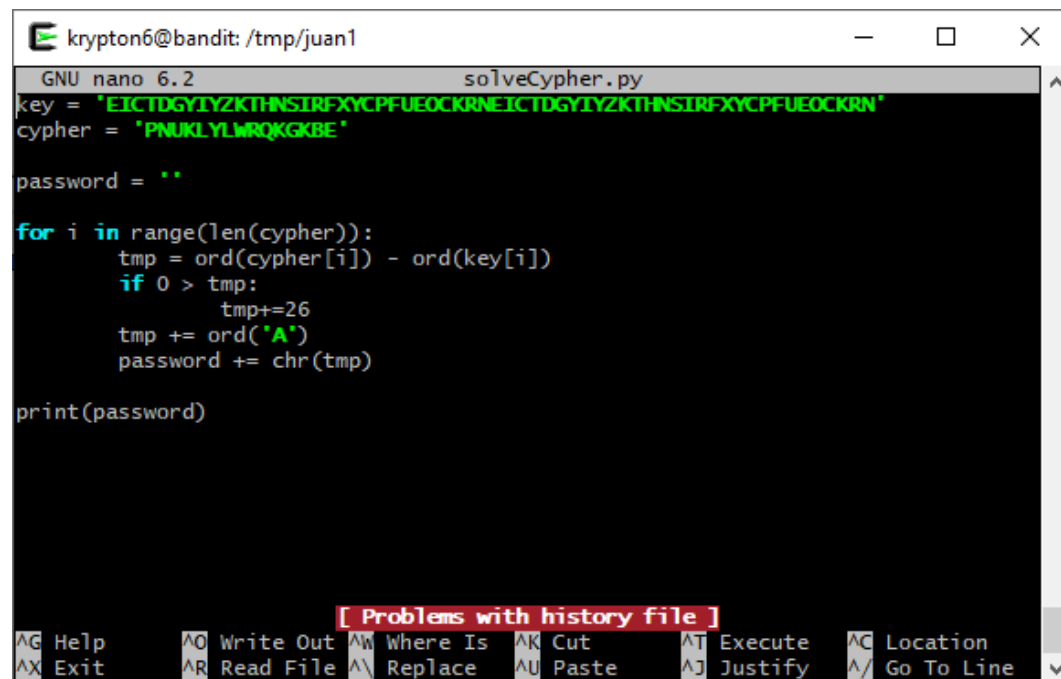 krypton6@bandit: /tmp/juan1
GNU nano 6.2 solveCypher.py
key = 'EICTDGYIYZKTHNSIRFXYCPFUEOCKRNEICTDGYIYZKTHNSIRFXYCPFUEOCKRN'
cypher = 'PNUKLYLWRQKGKBE'
password = ''
for i in range(len(cypher)):
        tmp = ord(cypher[i]) - ord(key[i])
        if 0 > tmp:
                tmp+=26
        tmp += ord('A')
        password += chr(tmp)
print(password)
[ Problems with history file ]
^G Help ^O Write Out ^W Where Is ^K Cut ^T Execute ^C Location
^X Exit ^R Read File ^\ Replace ^U Paste ^J Justify ^/ Go To Line